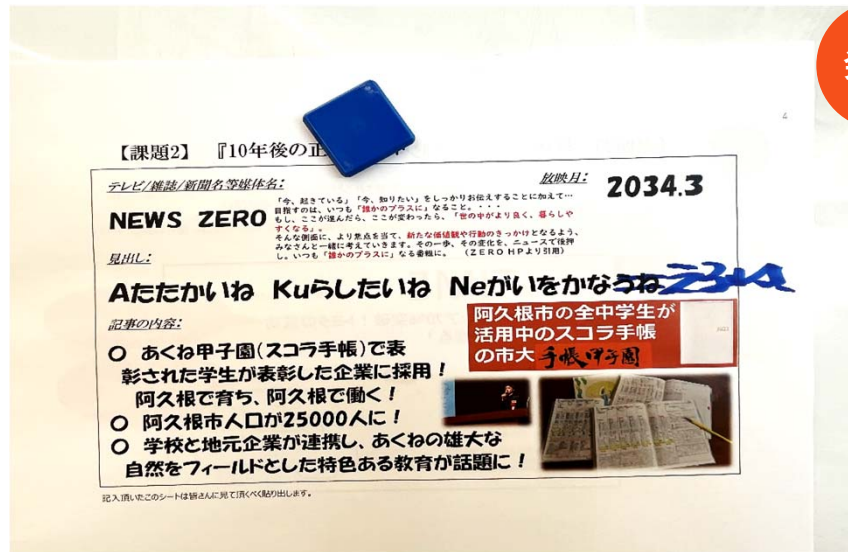 4
【課題2】 『10年後の正
テレビ/雑誌/新聞名等媒体名:
放映月:
2034.3
NEWS ZERO
「今、起きている」「今、知りたい」をしっかりお伝えすることに加えて…
目指すのは、いつも「誰かのプラスに」なること。・・・
もし、ここが進んだら、ここが変わったら、「世の中がより良く、暮らしや
すくなる」。
そんな側面に、より焦点を当て、新たな価値観や行動のきっかけとなるよう、
みなさんと一緒に考えていきます。その一歩、その変化を、ニュースで後押
し。いつも「誰かのプラスに」なる番組に。 (ZERO HPより引用)
見出し:
Aたたかいね Kuらしたいね Neがいをかなうね
記事の内容:
阿久根市の全中学生が
活用中のスコラ手帳
の市大 手帳甲子園
〇 あくね甲子園(スコラ手帳)で表
彰された学生が表彰した企業に採用!
阿久根で育ち、阿久根で働く!
〇 阿久根市人口が25000人に!
〇 学校と地元企業が連携し、あくねの雄大な
自然をフィールドとした特色ある教育が話題に!
記入頂いたこのシートは皆さんに見て頂くべく貼り出します。